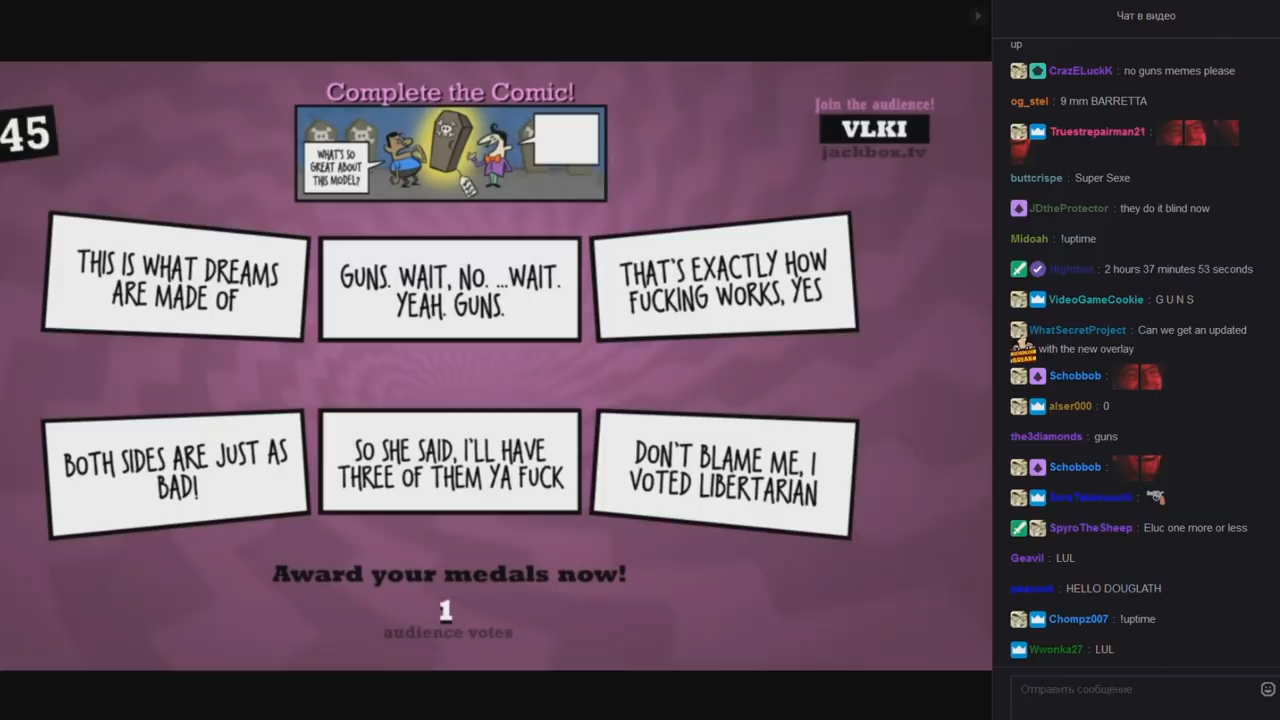 Complete the Comic!
45
WHAT'S SO
GREAT ABOUT
THIS MODEL?
Join the audience!
VLKI
jackbox.tv
THIS IS WHAT DREAMS
ARE MADE OF
GUNS. WAIT, NO. ...WAIT.
YEAH. GUNS.
THAT'S EXACTLY HOW
FUCKING WORKS, YES
BOTH SIDES ARE JUST AS
BAD!
SO SHE SAID, I'LL HAVE
THREE OF THEM YA FUCK
DON'T BLAME ME, I
VOTED LIBERTARIAN
Award your medals now!
1
audience votes
Чат в видео
up
CrazELuckK : no guns memes please
og_stel : 9 mm BARRETTA
Truestrepairman21 :
buttcrispe : Super Sexe
JDtheProtector : they do it blind now
Midoah : !uptime
: 2 hours 37 minutes 53 seconds
VideoGameCookie : G U N S
WhatSecretProject : Can we get an updated
with the new overlay
Schobbob :
alser000 : 0
the3diamonds : guns
Schobbob :
SpyroTheSheep : Eluc one more or less
Geavil : LUL
: HELLO DOUGLATH
Chompz007 : !uptime
Wwonka27 : LUL
Отправить сообщение